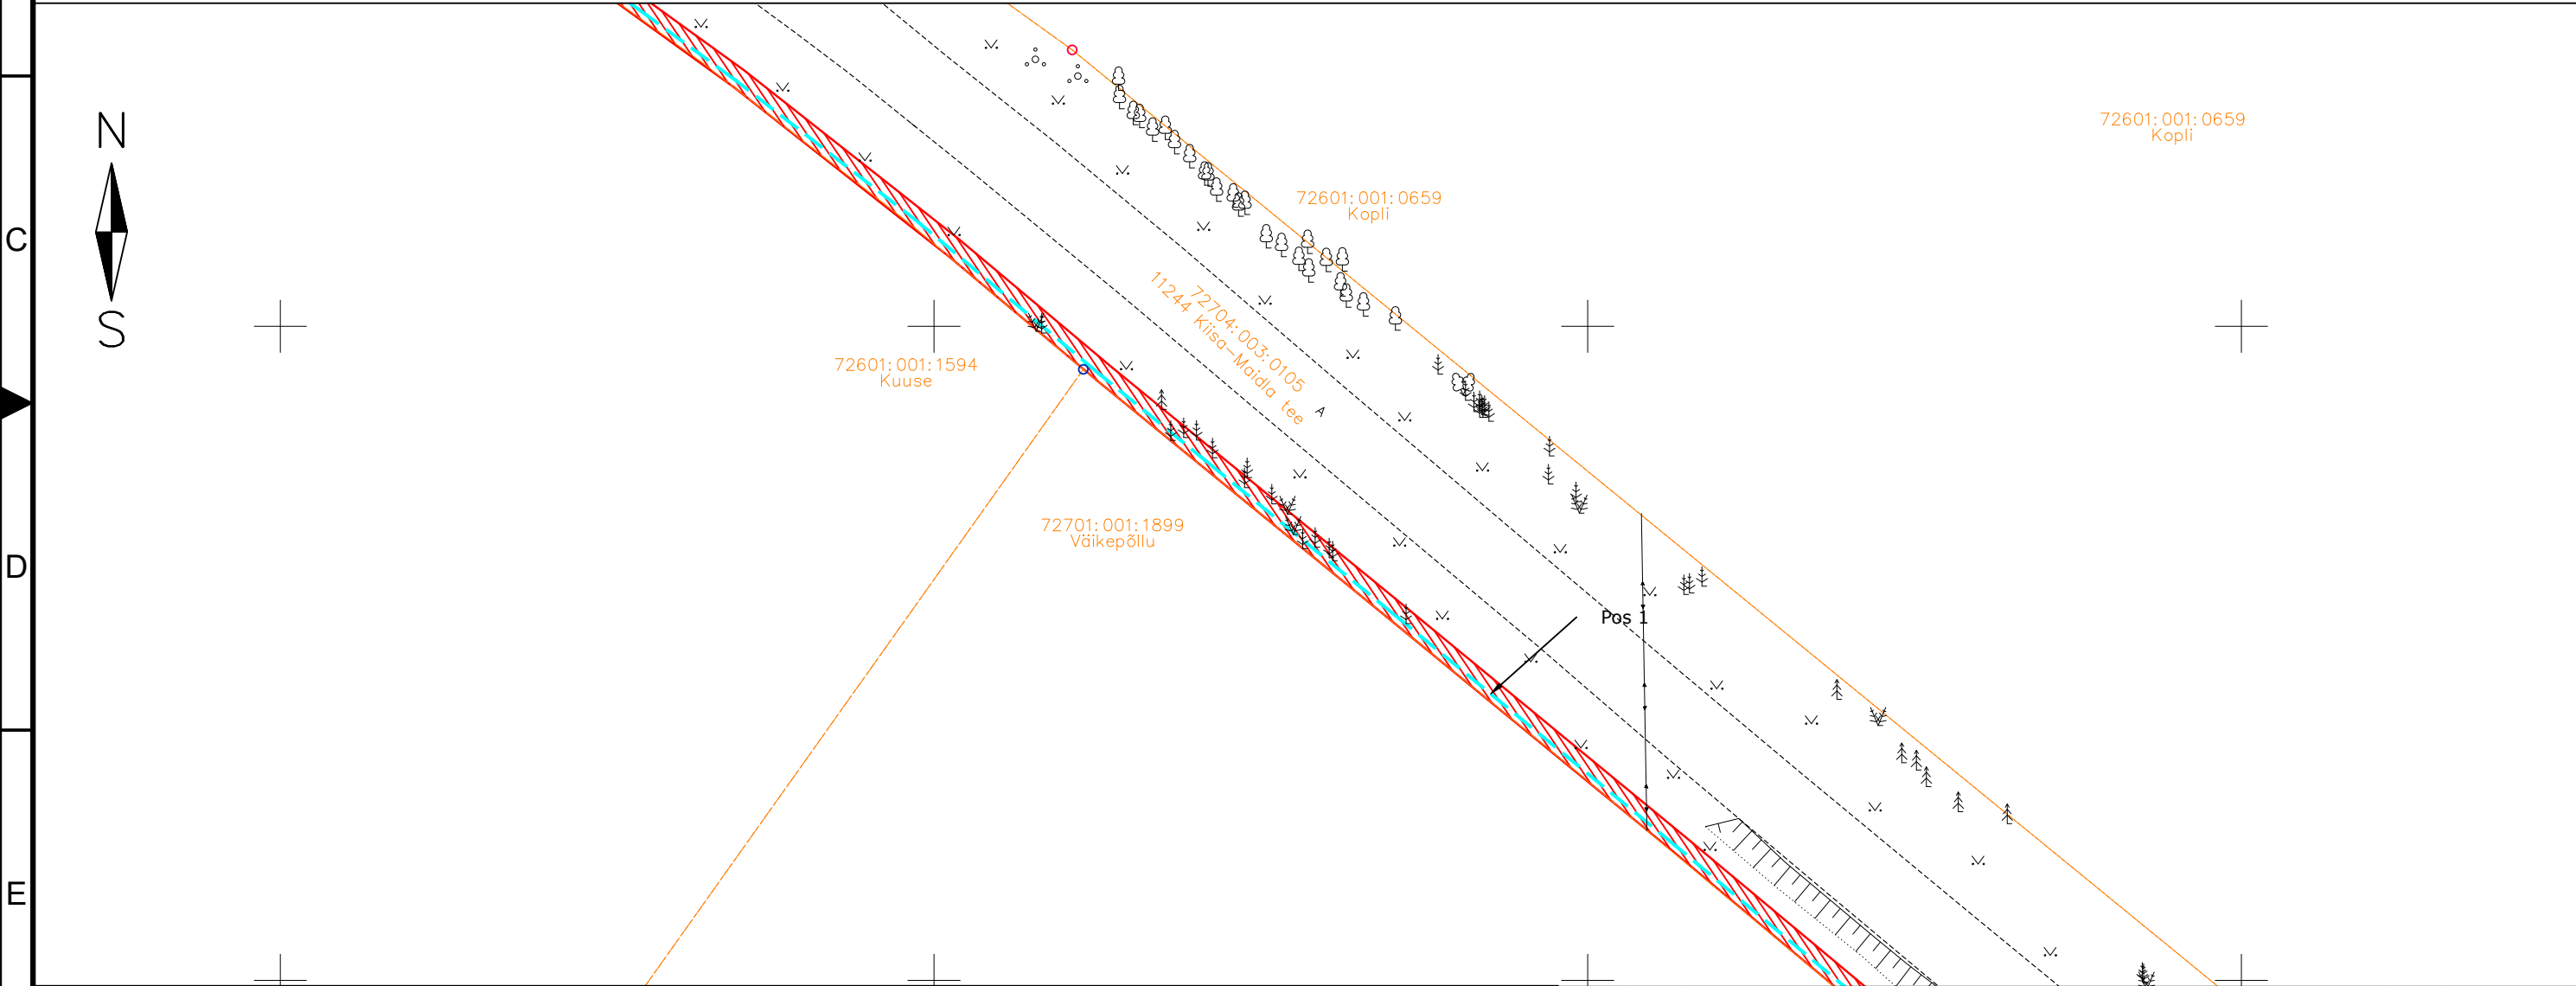 N
S
C
D
E
72601:001:0659
Kopli
72601:001:0659
Kopli
72704:003:0105
11244 Kiisa-Maidla tee
A
72601:001:1594
Kuuse
72701:001:1899
Väikepõllu
Pos 1